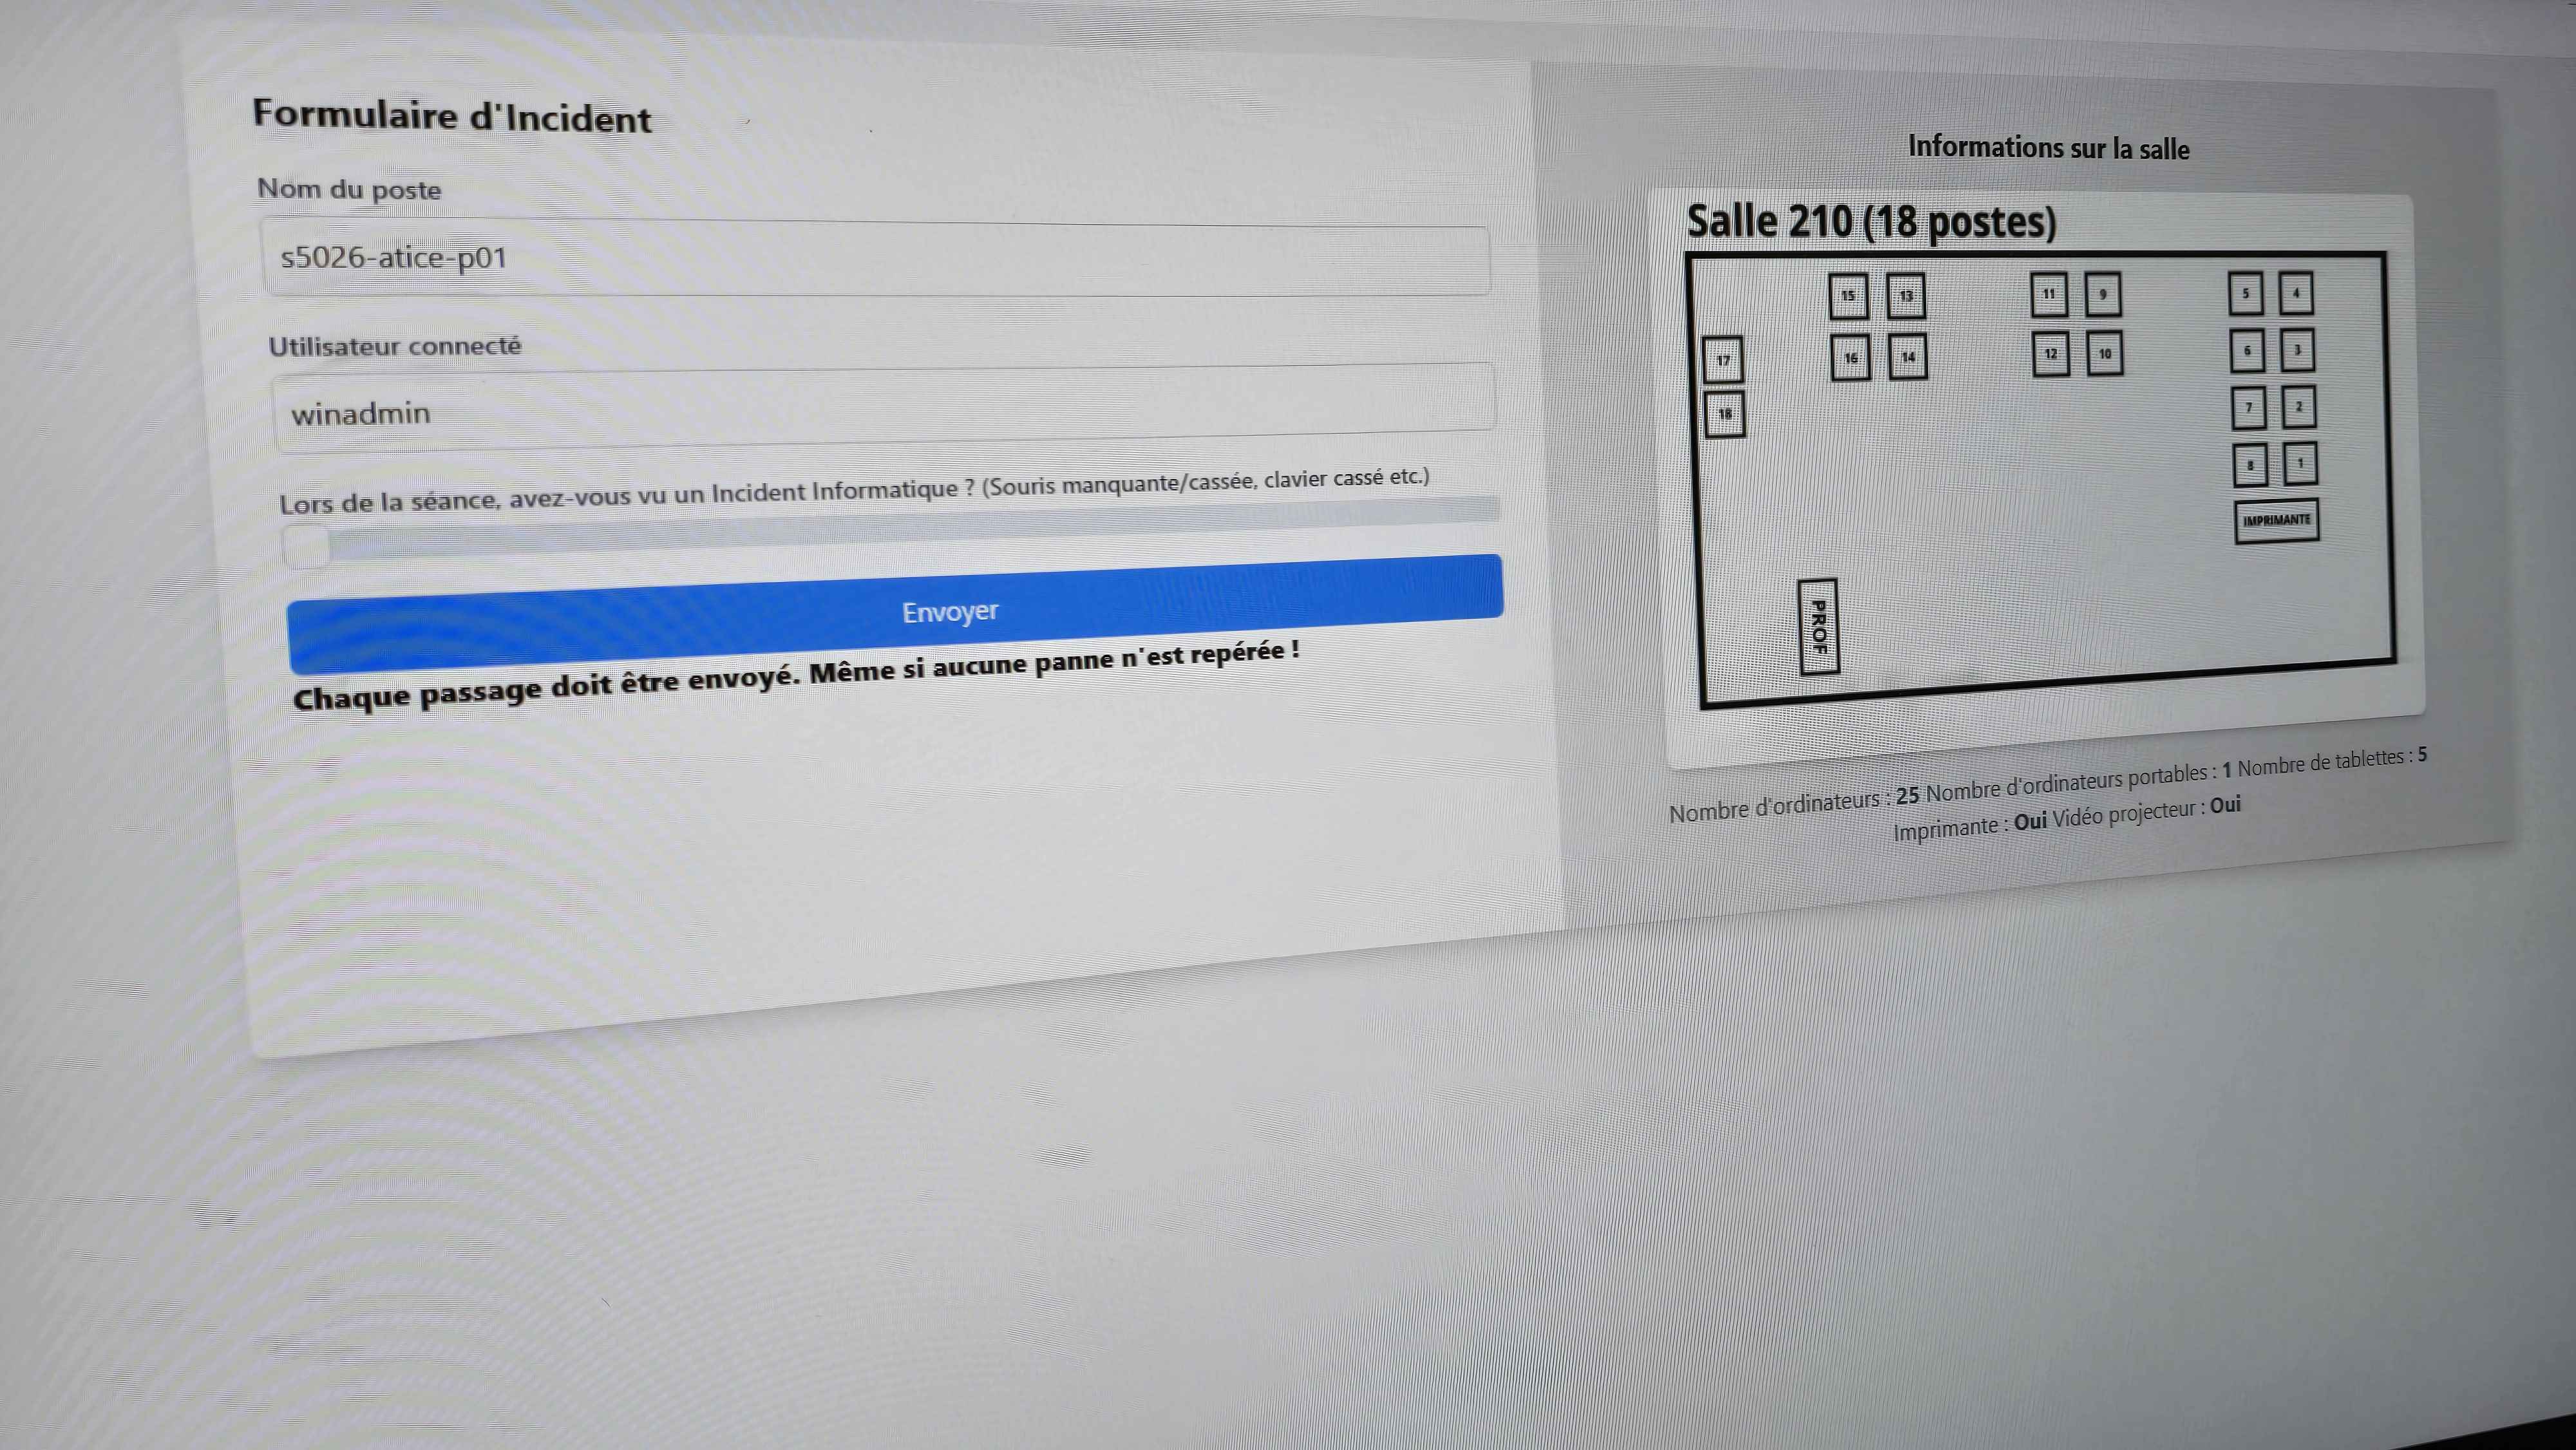 Formulaire d'Incident
Nom du poste
s5026-atice-p01
Utilisateur connecté
winadmin
Lors de la séance, avez-vous vu un Incident Informatique ? (Souris manquante/cassée, clavier cassé etc.)
Envoyer
Chaque passage doit être envoyé. Même si aucune panne n'est repérée !
Informations sur la salle
Salle 210 (18 postes)
15 13 11 9 5 4
17 16 14 12 10 6 3
18 7 2
8 1
IMPRIMANTE
PROF
Nombre d'ordinateurs : 25 Nombre d'ordinateurs portables : 1 Nombre de tablettes : 5
Imprimante : Oui Vidéo projecteur : Oui